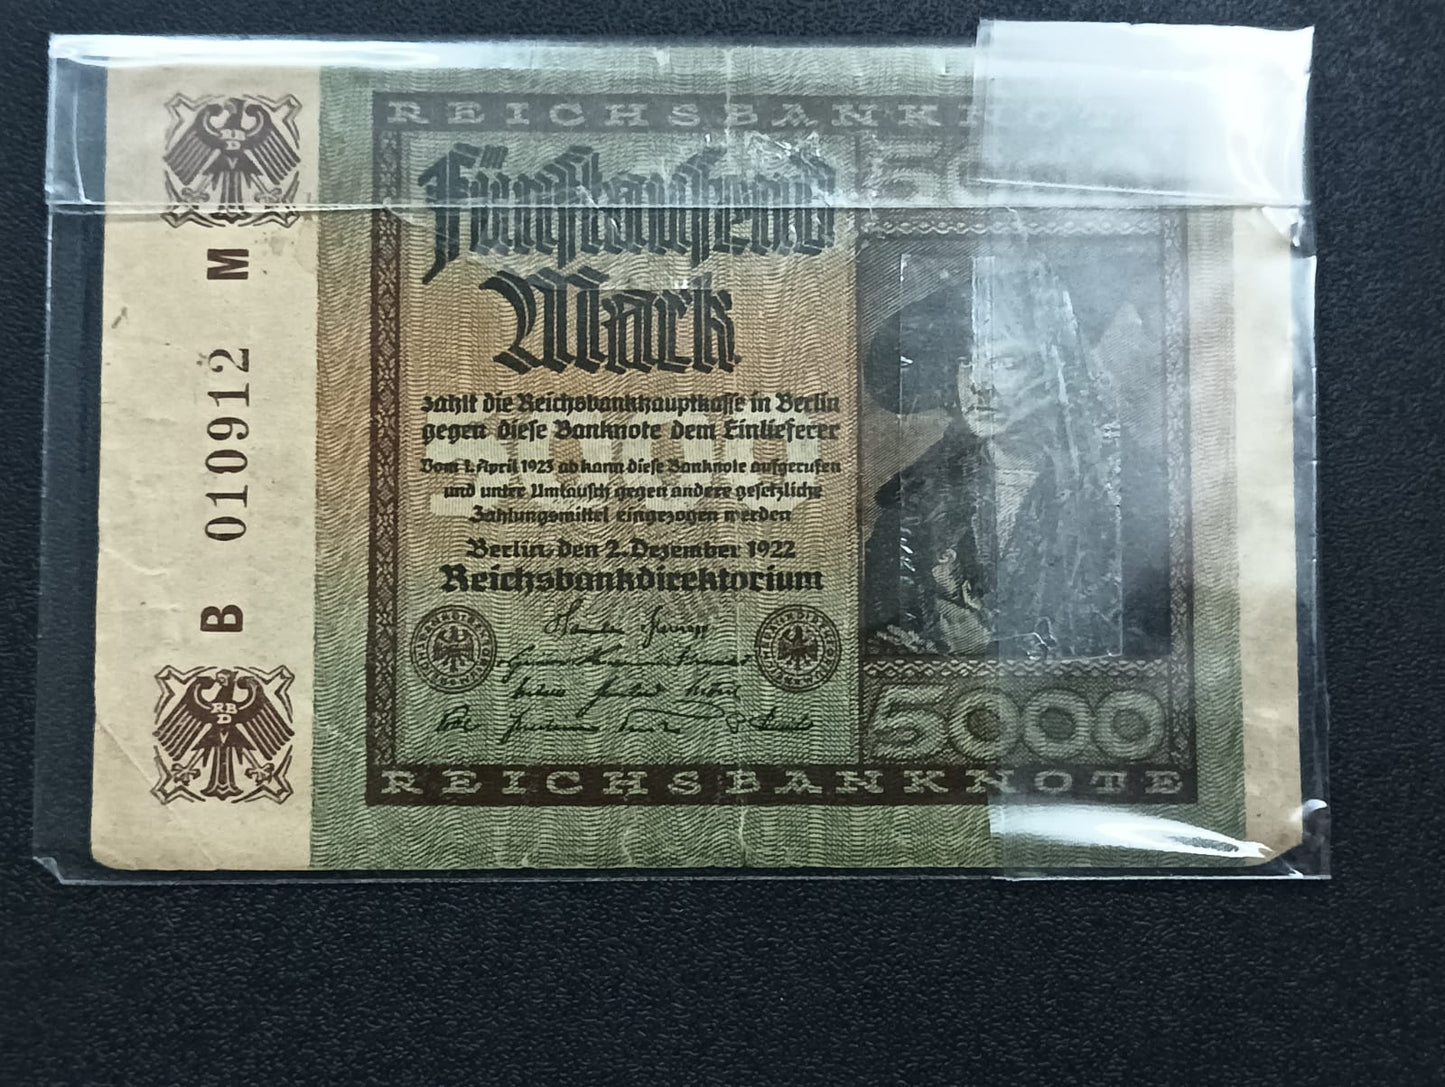 REICHSBANKNOTE
Fünftausend
Mark
zahlt die Reichsbankhauptkasse in Berlin
gegen diese Banknote dem Einlieferer
Vom 1. April 1923 ab kann diese Banknote aufgerufen
und unter Umtausch gegen andere gesetzliche
Zahlungsmittel eingezogen werden
Berlin, den 2. Dezember 1922
Reichsbankdirektorium
5000
REICHSBANKNOTE
B 010912 M
RB
D
RB
D